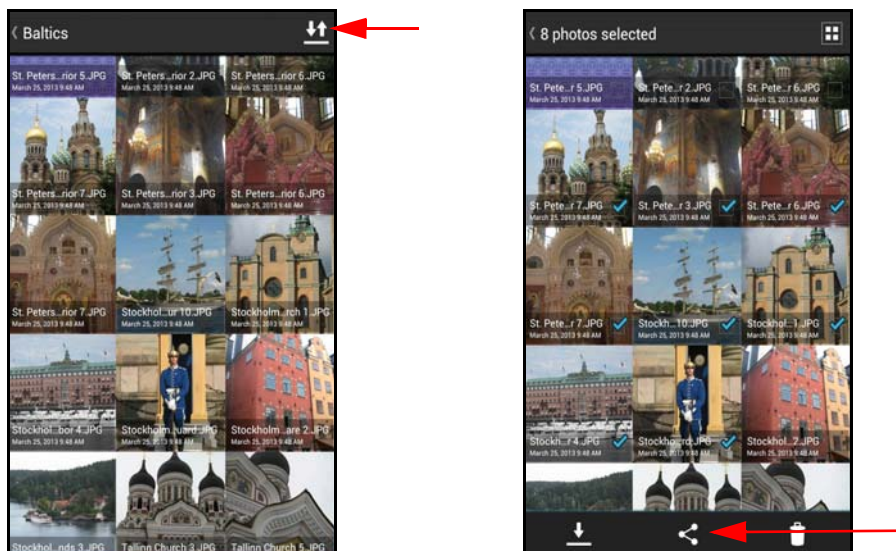 Baltics
St. Peters...rior 5.JPG
March 25, 2013 9:48 AM
St. Peters...rior 2.JPG
March 25, 2013 9:48 AM
St. Peters...rior 6.JPG
March 25, 2013 9:48 AM
St. Peters...rior 7.JPG
March 25, 2013 9:48 AM
St. Peters...rior 3.JPG
March 25, 2013 9:48 AM
St. Peters...rior 6.JPG
March 25, 2013 9:48 AM
St. Peters...rior 7.JPG
March 25, 2013 9:48 AM
Stockhol...ur 10.JPG
March 25, 2013 9:48 AM
Stockholm...rch 1.JPG
March 25, 2013 9:48 AM
Stockhol...bor 4.JPG
March 25, 2013 9:48 AM
Stockholm...uard.JPG
March 25, 2013 9:48 AM
Stockholm...are 2.JPG
March 25, 2013 9:48 AM
Stockhol...nds 3.JPG
Tallinn Church 3.JPG
Tallinn Church 5.JPG
8 photos selected
St. Pete...r 5.JPG
March 25, 2013 9:48 AM
St. Pete...r 2.JPG
March 25, 2013 9:48 AM
St. Pete...r 6.JPG
March 25, 2013 9:48 AM
St. Pete...r 7.JPG
March 25, 2013 9:48 AM
St. Pete...r 3.JPG
March 25, 2013 9:48 AM
St. Pete...r 6.JPG
March 25, 2013 9:48 AM
St. Pete...r 7.JPG
March 25, 2013 9:48 AM
Stockh...10.JPG
March 25, 2013 9:48 AM
Stockhol...1.JPG
March 25, 2013 9:48 AM
Stockh...r 4.JPG
March 25, 2013 9:48 AM
Stockho...rd.JPG
March 25, 2013 9:48 AM
Stockhol...2.JPG
March 25, 2013 9:48 AM